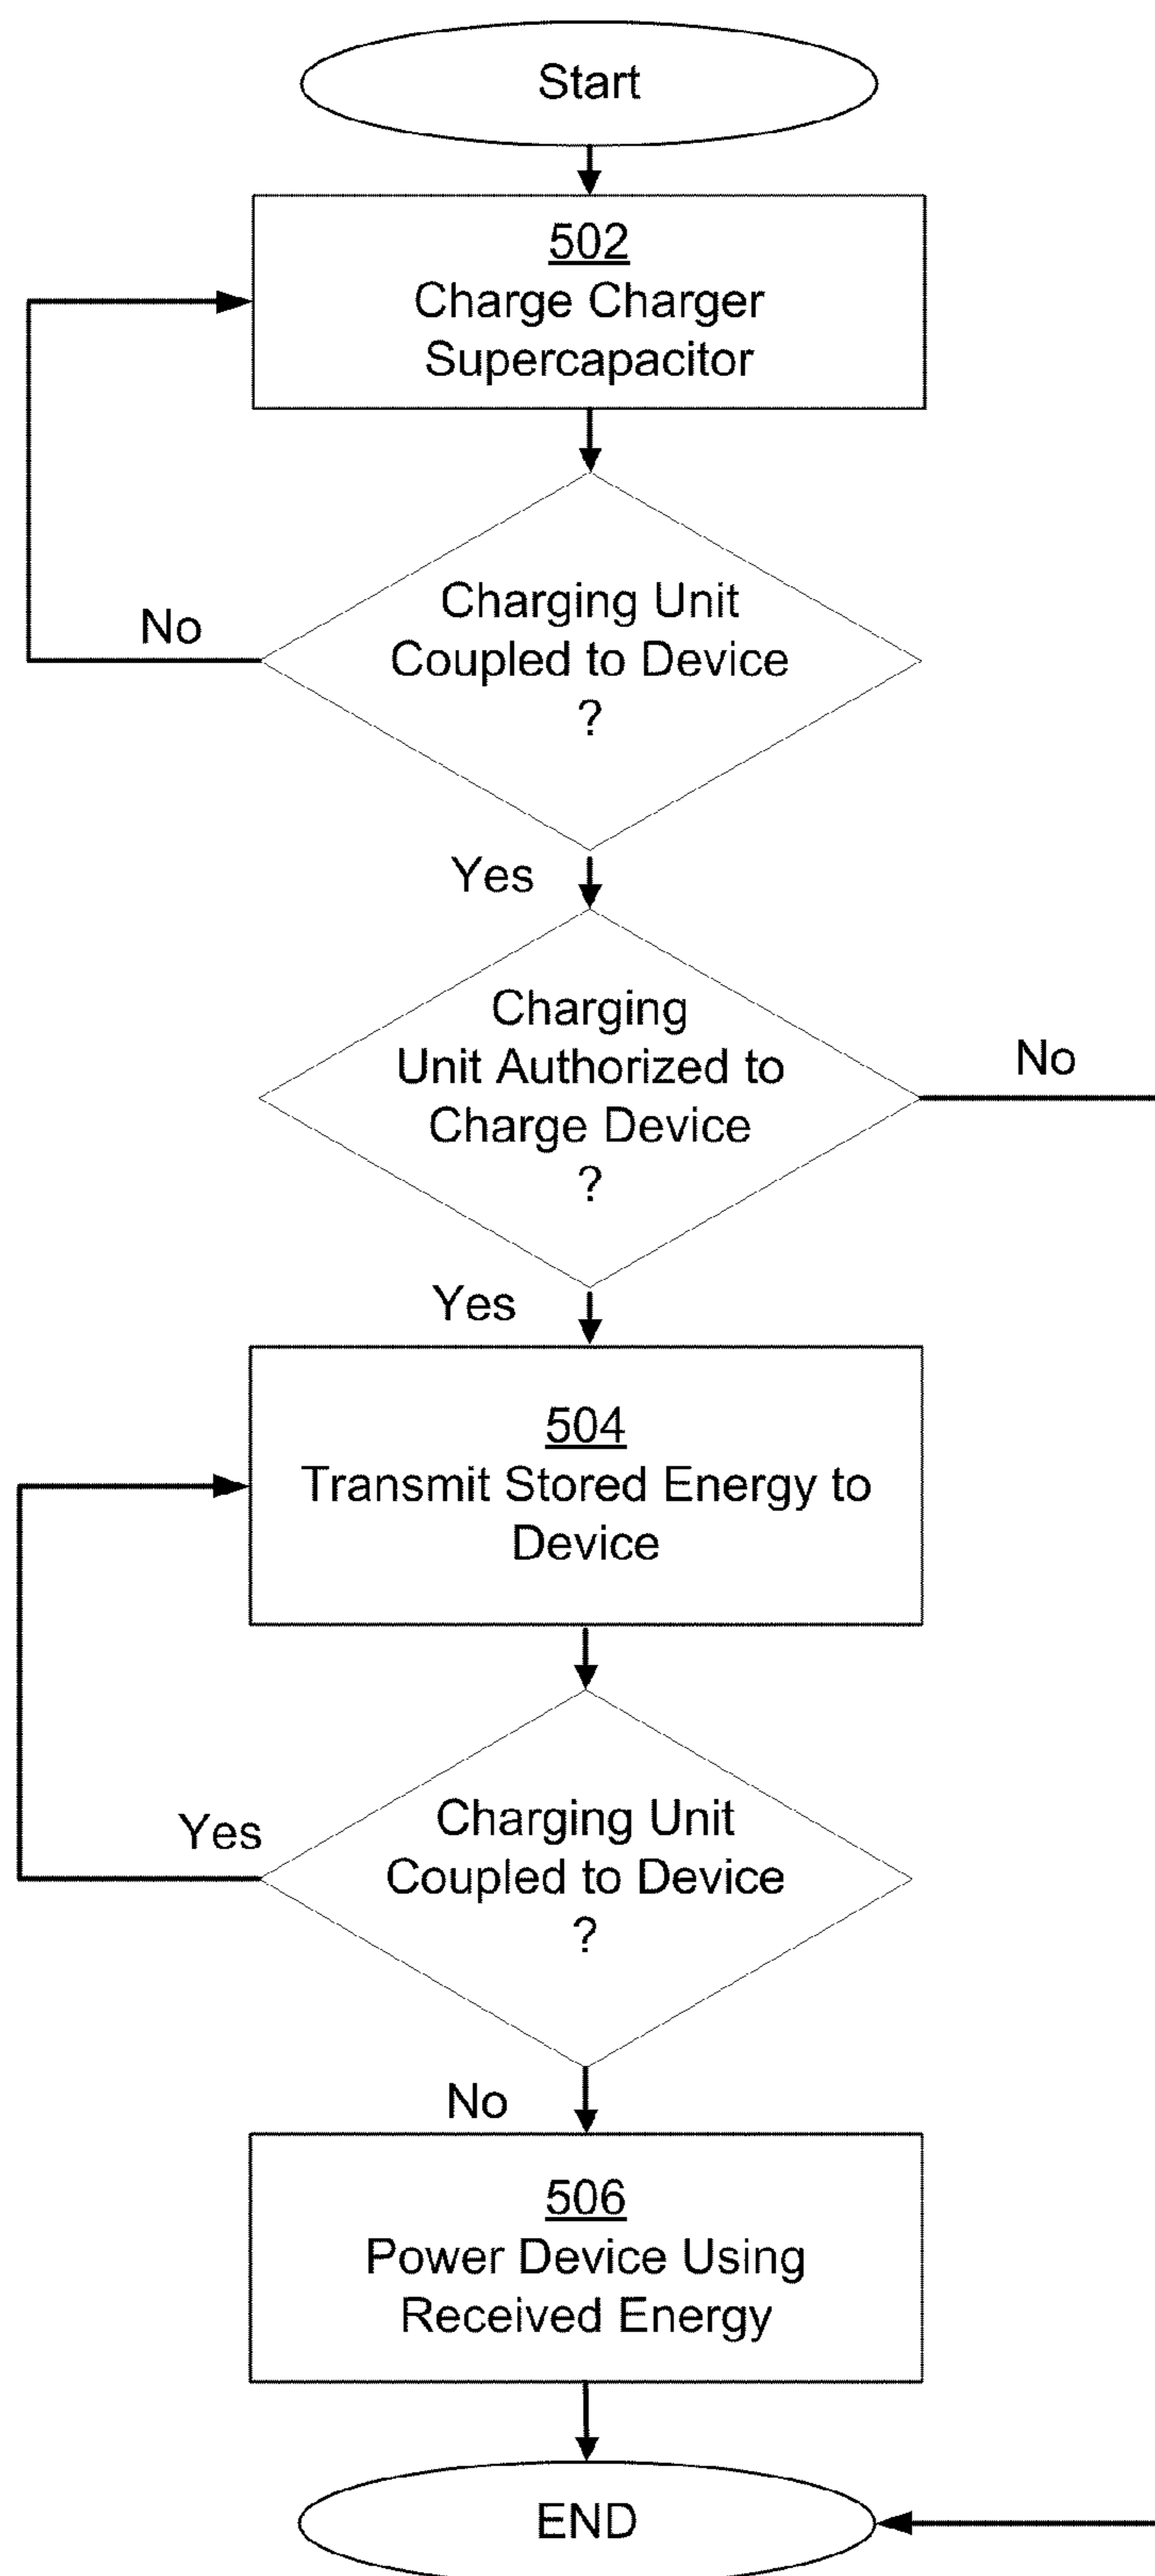 Start
502
Charge Charger
Supercapacitor
Charging Unit
Coupled to Device
?
No
Yes
Charging
Unit Authorized to
Charge Device
?
No
Yes
504
Transmit Stored Energy to
Device
Charging Unit
Coupled to Device
?
Yes
No
506
Power Device Using
Received Energy
END